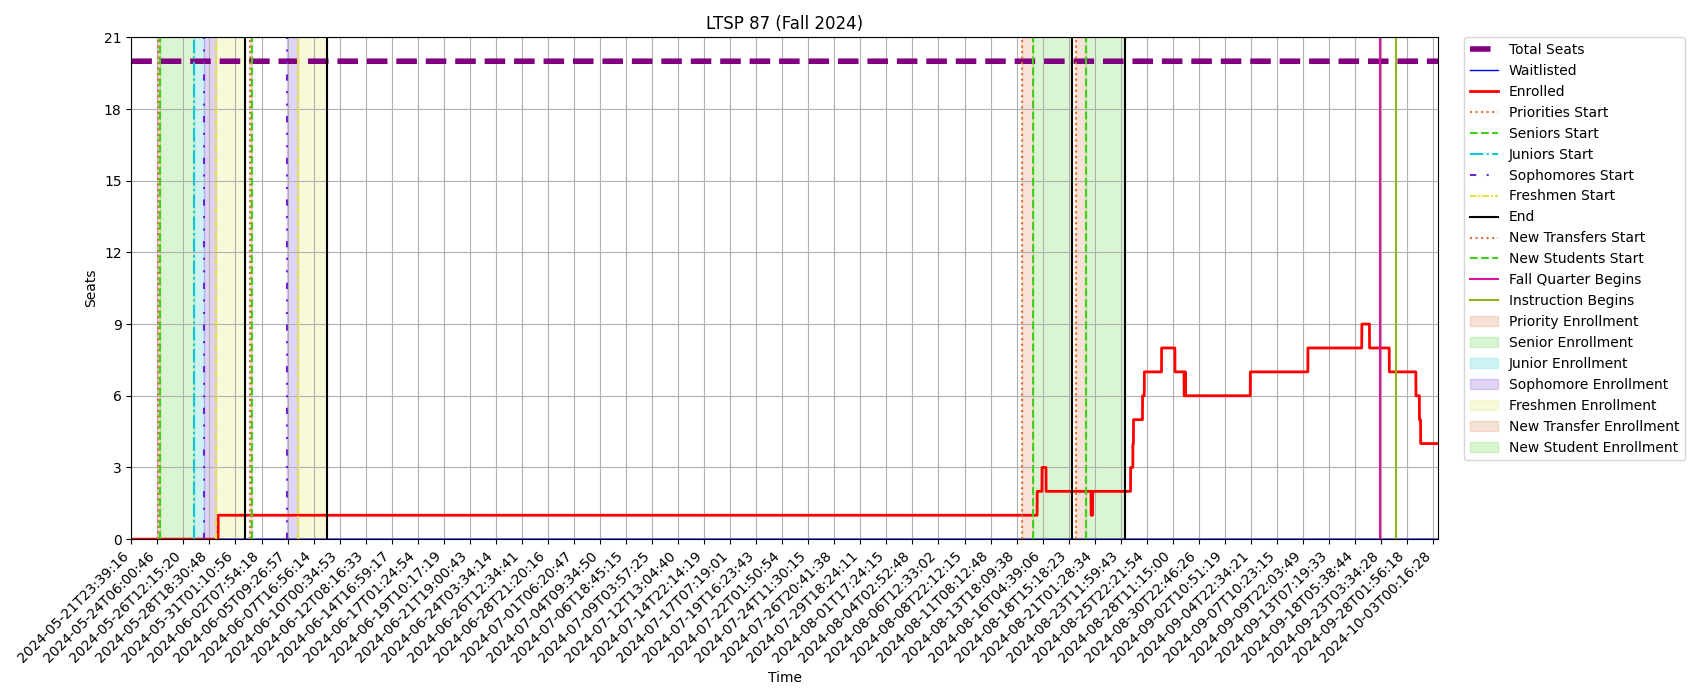 LTSP 87 (Fall 2024)
21
18
15
12
9
6
3
0
Seats
2024-05-21T23:39:16
2024-05-24T06:00:46
2024-05-26T12:15:20
2024-05-28T18:30:48
2024-05-31T01:10:56
2024-06-02T07:54:18
2024-06-05T09:26:57
2024-06-07T16:56:14
2024-06-10T00:34:53
2024-06-12T08:16:33
2024-06-14T16:59:17
2024-06-17T01:24:54
2024-06-19T10:17:19
2024-06-21T19:00:43
2024-06-24T03:34:14
2024-06-26T12:34:41
2024-06-28T21:20:16
2024-07-01T06:20:47
2024-07-04T09:34:50
2024-07-06T18:45:15
2024-07-09T03:57:25
2024-07-12T13:04:40
2024-07-14T22:14:19
2024-07-17T07:19:01
2024-07-19T16:23:43
2024-07-22T01:50:54
2024-07-24T11:30:15
2024-07-26T20:41:38
2024-07-29T18:24:11
2024-08-01T17:24:15
2024-08-04T02:52:48
2024-08-06T12:33:02
2024-08-08T22:12:15
2024-08-11T08:12:48
2024-08-13T18:09:38
2024-08-16T04:39:06
2024-08-18T15:18:23
2024-08-21T01:28:34
2024-08-23T11:59:43
2024-08-25T22:21:54
2024-08-28T11:15:00
2024-08-30T22:46:26
2024-09-02T10:51:19
2024-09-04T22:34:21
2024-09-07T10:23:15
2024-09-09T22:03:49
2024-09-13T07:19:33
2024-09-18T05:38:44
2024-09-23T03:34:28
2024-09-28T01:56:18
2024-10-03T00:16:28
Time
Total Seats
Waitlisted
Enrolled
Priorities Start
Seniors Start
Juniors Start
Sophomores Start
Freshmen Start
End
New Transfers Start
New Students Start
Fall Quarter Begins
Instruction Begins
Priority Enrollment
Senior Enrollment
Junior Enrollment
Sophomore Enrollment
Freshmen Enrollment
New Transfer Enrollment
New Student Enrollment